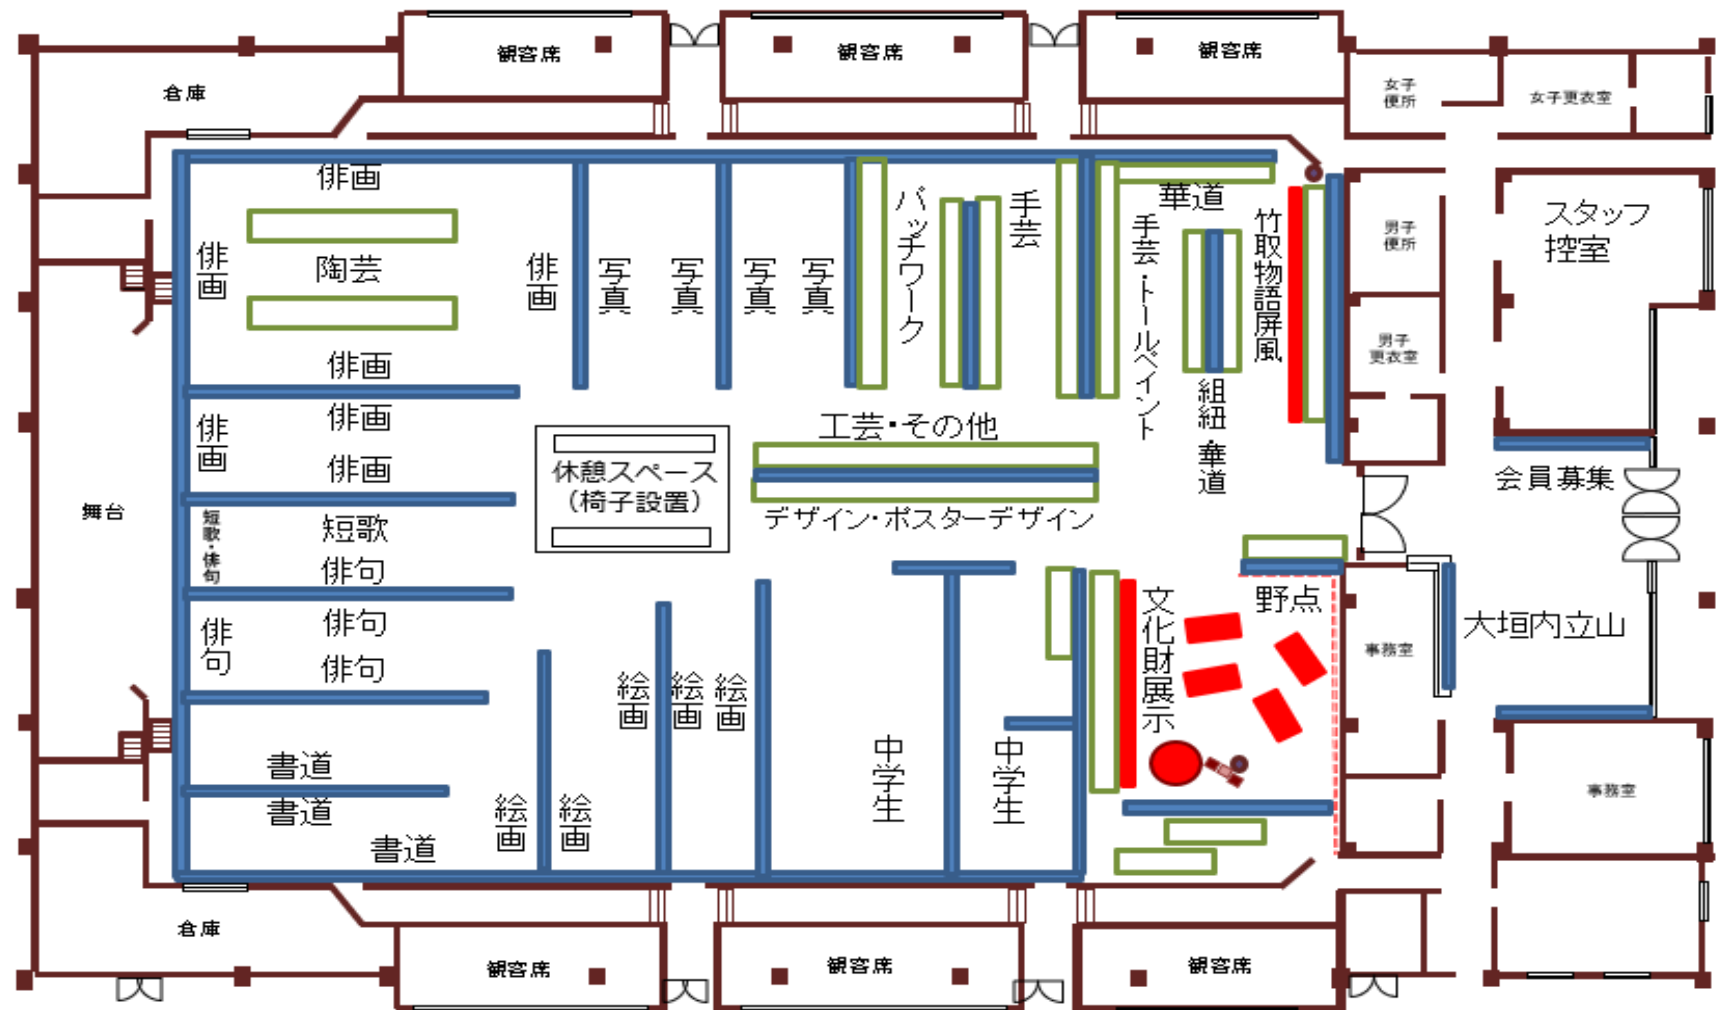 観客席
観客席
観客席
倉庫
女子
便所
女子更衣室
俳画
手芸
華道
パッチワーク
手芸・トールペイント
竹取物語屏風
男子
便所
スタッフ
控室
俳画
陶芸
俳画
写真
写真
写真
写真
男子
更衣室
俳画
組紐・華道
俳画
俳画
工芸・その他
俳画
休憩スペース
(椅子設置)
会員募集
舞台
短歌・俳句
短歌
デザイン・ポスターデザイン
俳句
文化財展示
野点
俳句
俳句
大垣内立山
事務室
俳句
絵画
絵画
絵画
中学生
中学生
書道
書道
絵画
絵画
事務室
書道
倉庫
観客席
観客席
観客席